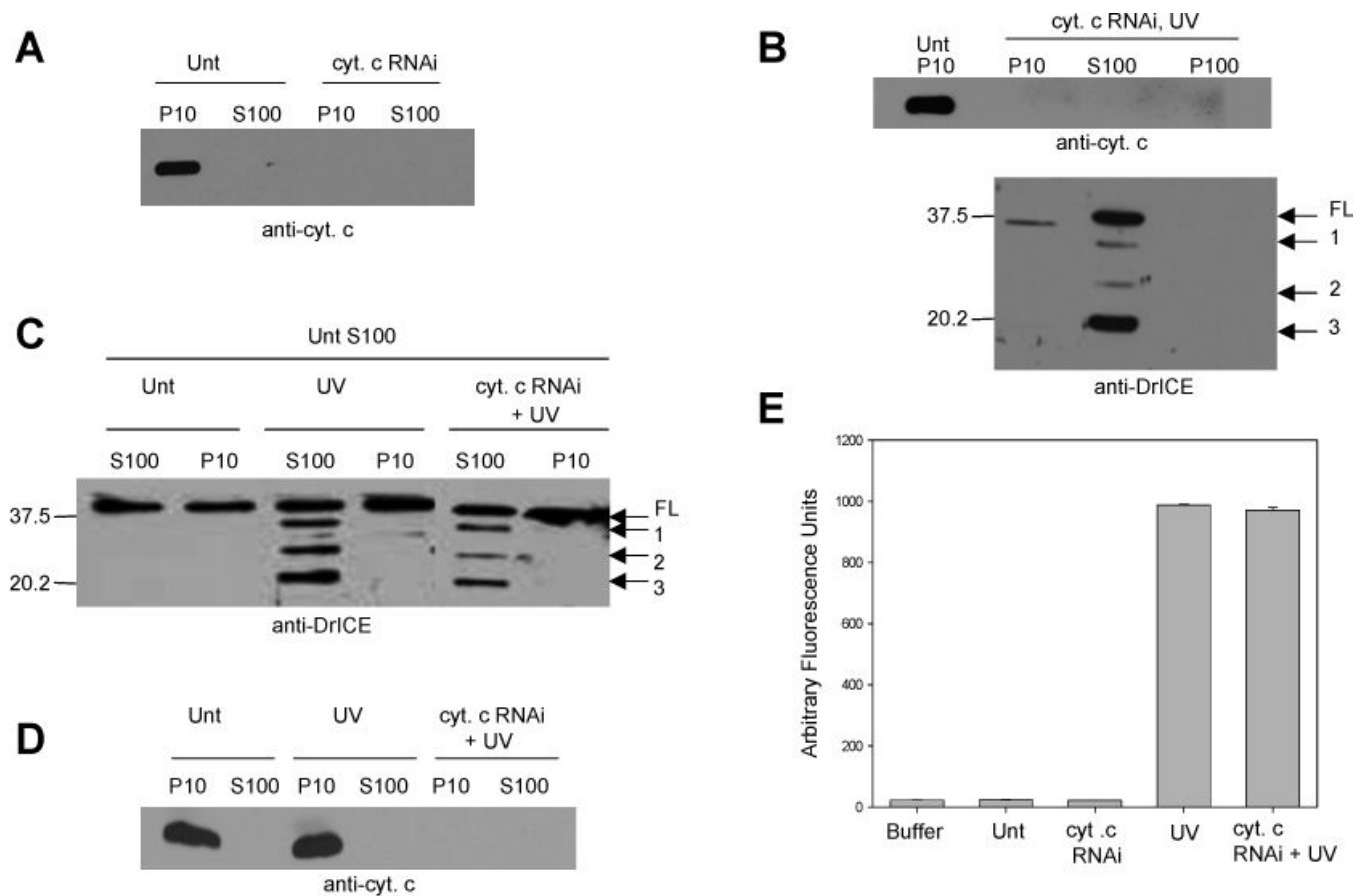 A
Unt cyt. c RNAi
P10 S100 P10 S100
anti-cyt. c
B
cyt. c RNAi, UV
Unt
P10 P10 S100 P100
anti-cyt. c
37.5 FL
1
2
20.2 3
anti-DrICE
C
Unt S100
Unt UV cyt. c RNAi
+ UV
S100 P10 S100 P10 S100 P10
37.5 FL
1
2
20.2 3
anti-DrICE
D
Unt UV cyt. c RNAi
+ UV
P10 S100 P10 S100 P10 S100
anti-cyt. c
E
Arbitrary Fluorescence Units
1200
1000
800
600
400
200
0
Buffer Unt cyt .c UV cyt. c
RNAi RNAi + UV